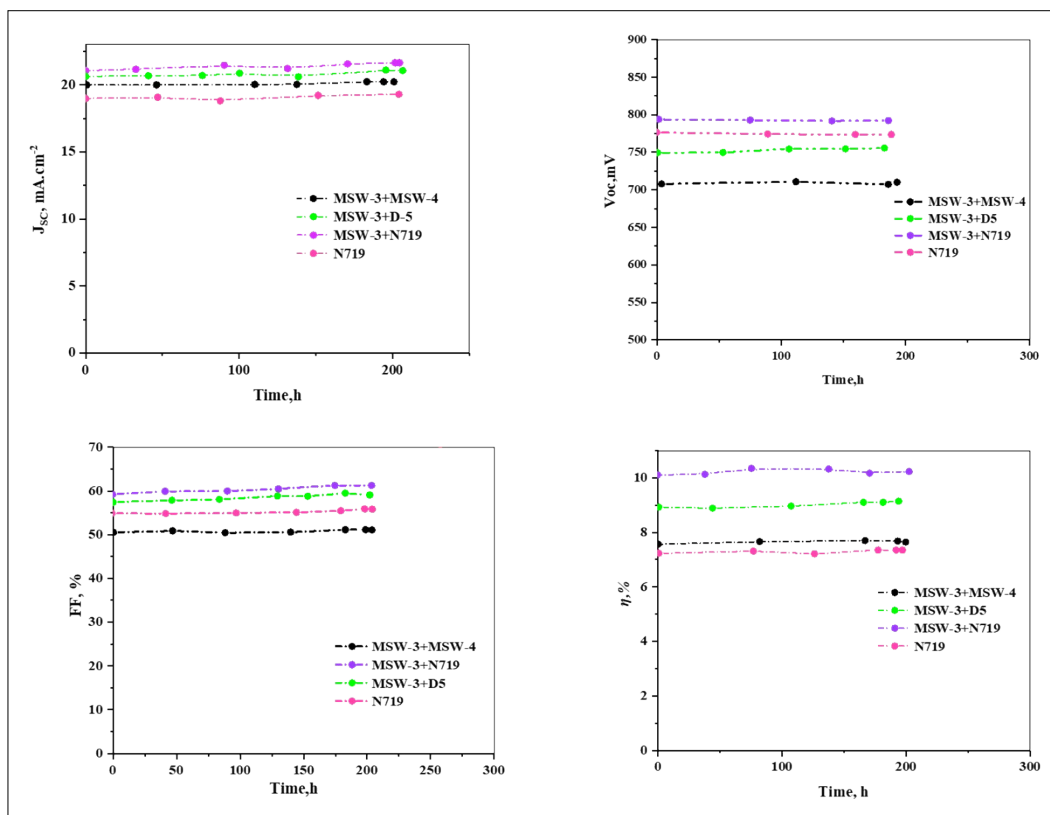 20
15
10
5
0
J_SC, mA.cm⁻²
0
100
200
Time,h
MSW-3+MSW-4
MSW-3+D-5
MSW-3+N719
N719
900
850
800
750
700
650
600
550
500
Voc,mV
0
100
200
300
Time,h
MSW-3+MSW-4
MSW-3+D5
MSW-3+N719
N719
70
60
50
40
30
20
10
0
FF, %
0
50
100
150
200
250
300
Time,h
MSW-3+MSW-4
MSW-3+N719
MSW-3+D5
N719
10
8
6
4
2
0
η,%
0
100
200
300
Time, h
MSW-3+MSW-4
MSW-3+D5
MSW-3+N719
N719